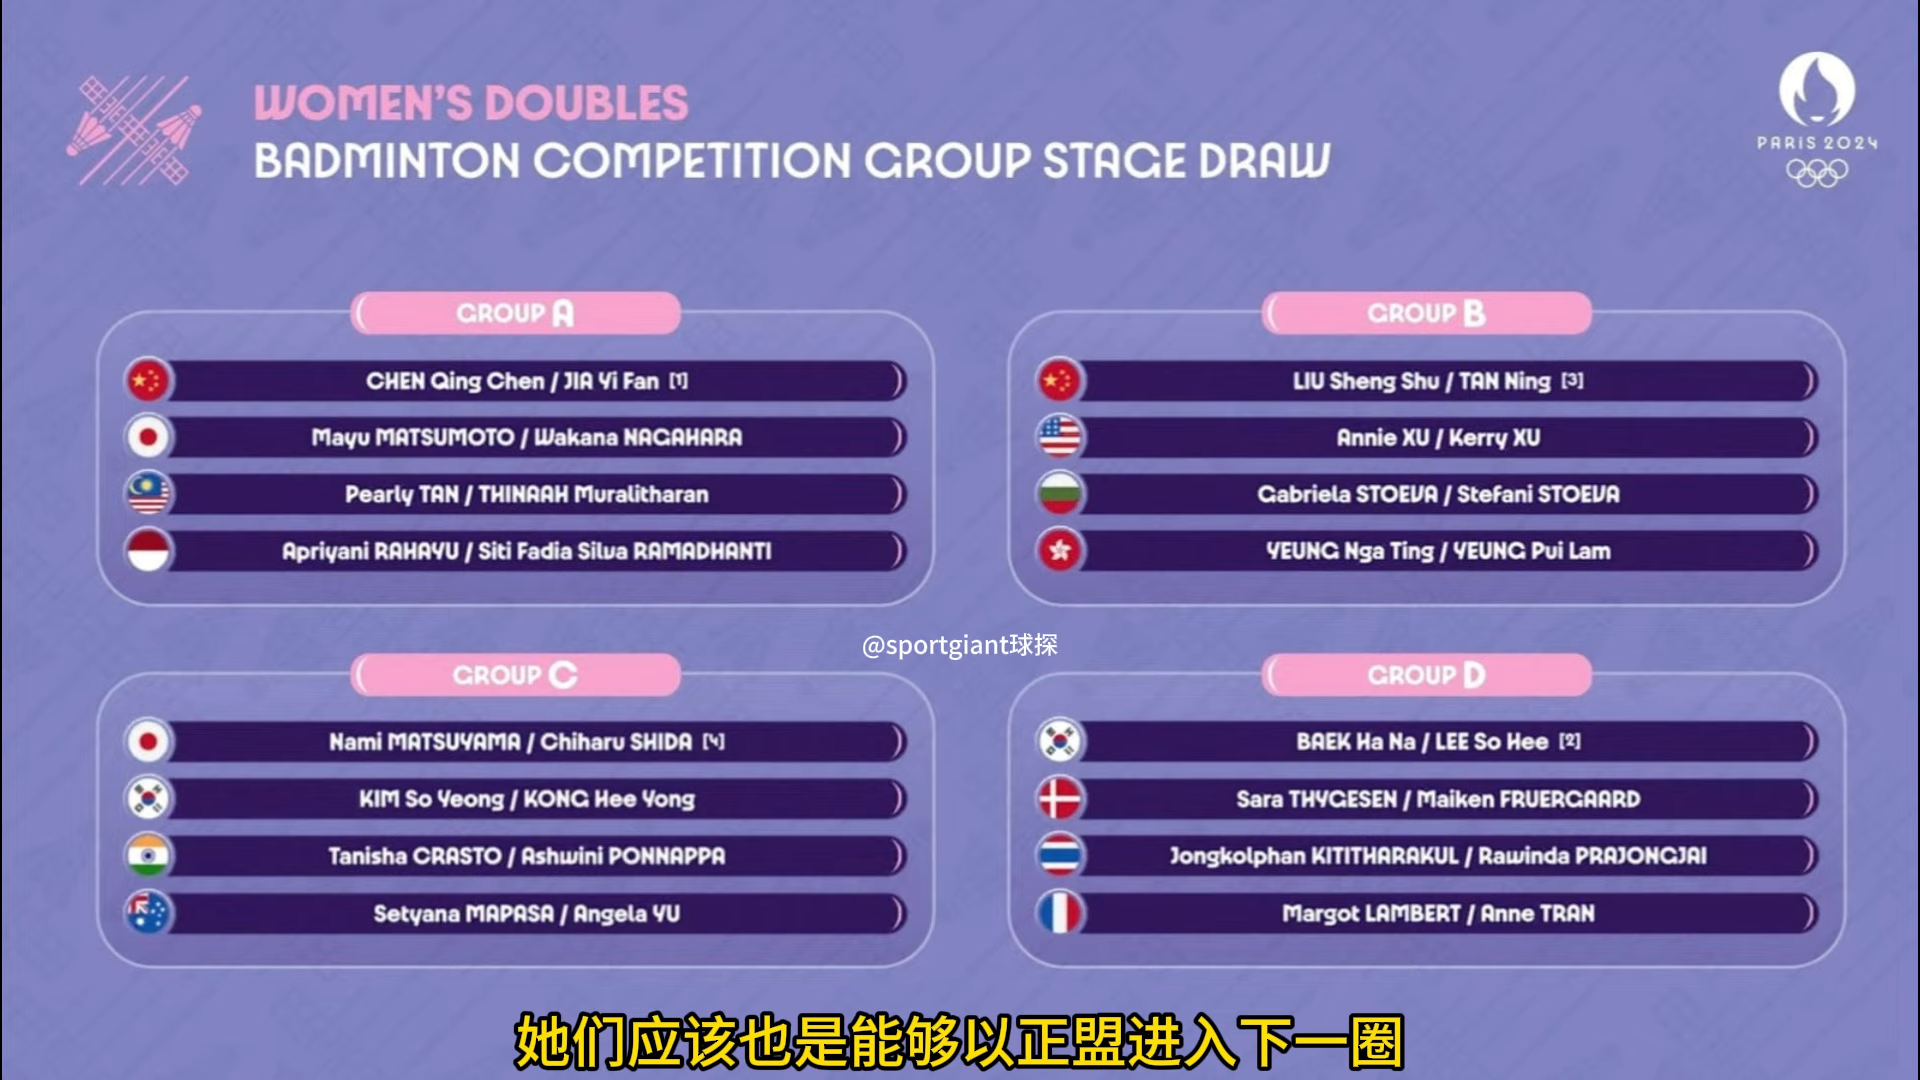 WOMEN'S DOUBLES
BADMINTON COMPETITION GROUP STAGE DRAW
PARIS 2024
GROUP A
CHEN Qing Chen / JIA Yi Fan [1]
Mayu MATSUMOTO / Wakana NAGAHARA
Pearly TAN / THINAAH Muralitharan
Apriyani RAHAYU / Siti Fadia Silva RAMADHANTI
GROUP B
LIU Sheng Shu / TAN Ning [3]
Annie XU / Kerry XU
Gabriela STOEVA / Stefani STOEVA
YEUNG Nga Ting / YEUNG Pui Lam
@sportgiant球探
GROUP C
Nami MATSUYAMA / Chiharu SHIDA [4]
KIM So Yeong / KONG Hee Yong
Tanisha CRASTO / Ashwini PONNAPPA
Setyana MAPASA / Angela YU
GROUP D
BAEK Ha Na / LEE So Hee [2]
Sara THYGESEN / Maiken FRUERGAARD
Jongkolphan KITITHARAKUL / Rawinda PRAJONGJAI
Margot LAMBERT / Anne TRAN
她们应该也是能够以正盟进入下一圈